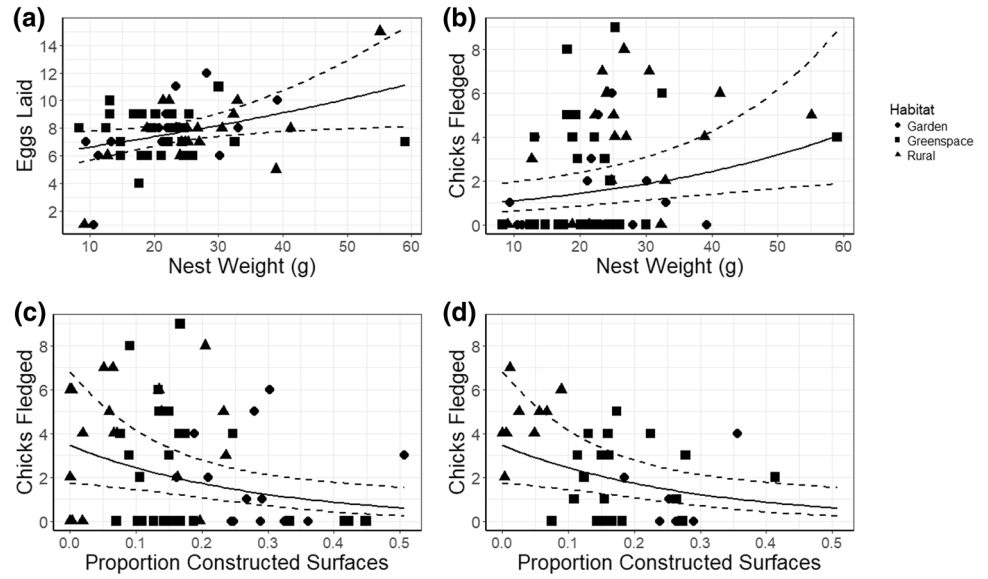 (a)
Eggs Laid
14
12
10
8
6
4
2
10 20 30 40 50 60
Nest Weight (g)
(b)
Chicks Fledged
8
6
4
2
0
10 20 30 40 50 60
Nest Weight (g)
Habitat
Garden
Greenspace
Rural
(c)
Chicks Fledged
8
6
4
2
0
0.0 0.1 0.2 0.3 0.4 0.5
Proportion Constructed Surfaces
(d)
Chicks Fledged
8
6
4
2
0
0.0 0.1 0.2 0.3 0.4 0.5
Proportion Constructed Surfaces